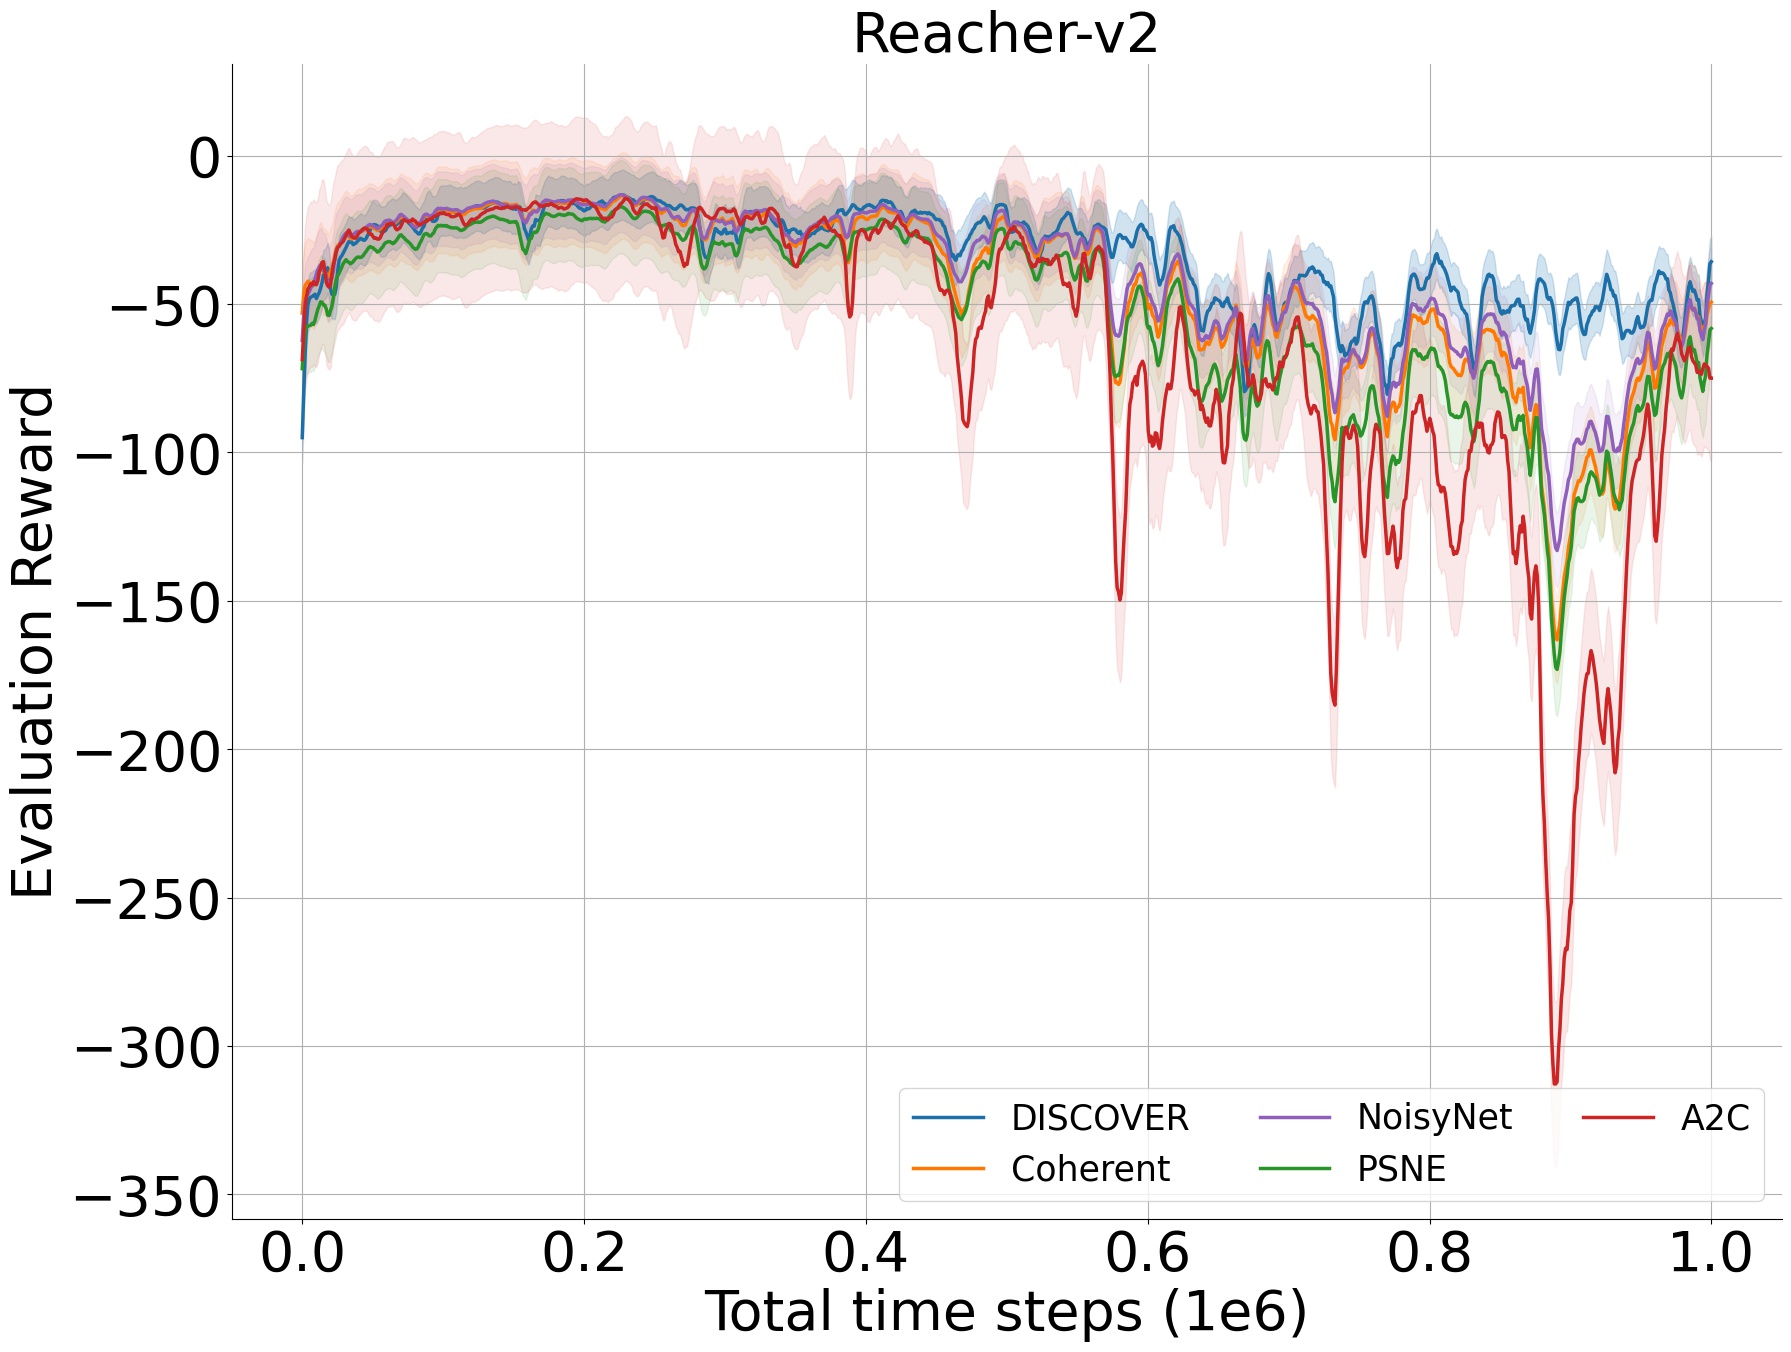 Reacher-v2
Evaluation Reward
0
−50
−100
−150
−200
−250
−300
−350
0.0 0.2 0.4 0.6 0.8 1.0
Total time steps (1e6)
DISCOVER NoisyNet A2C
Coherent PSNE